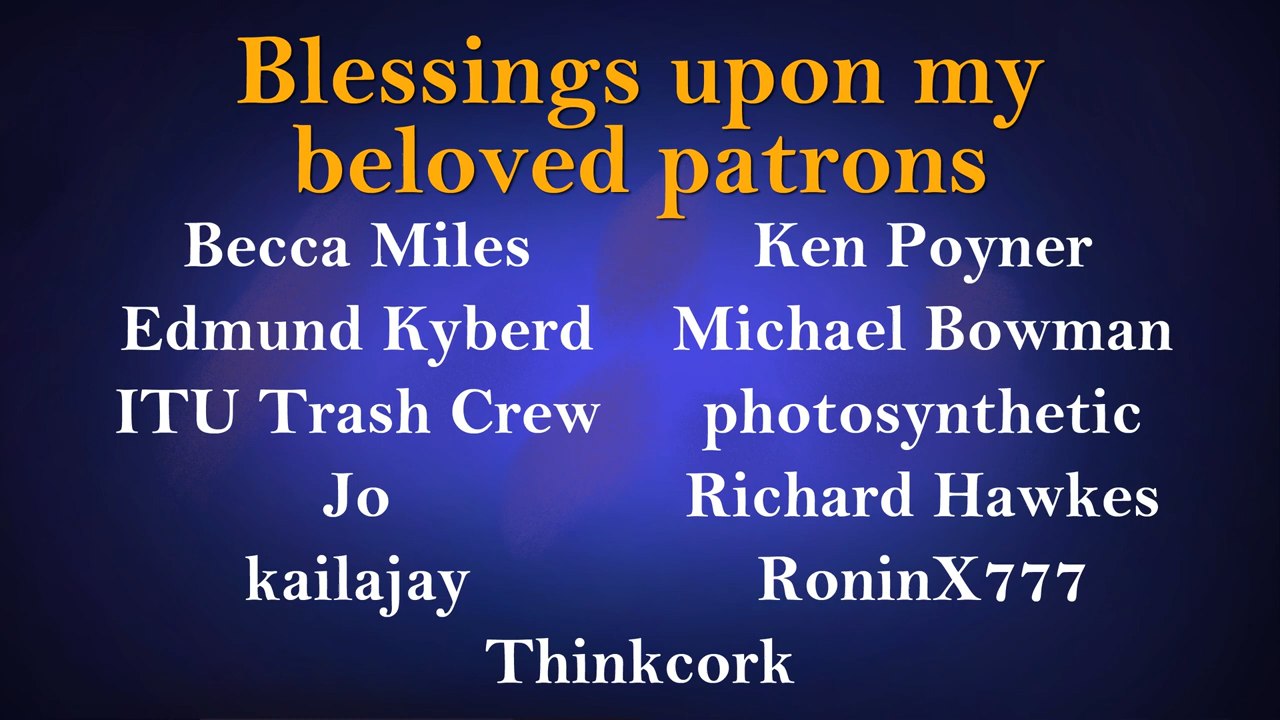 Blessings upon my
beloved patrons
Becca Miles
Edmund Kyberd
ITU Trash Crew
Jo
kailajay
Ken Poyner
Michael Bowman
photosynthetic
Richard Hawkes
RoninX777
Thinkcork